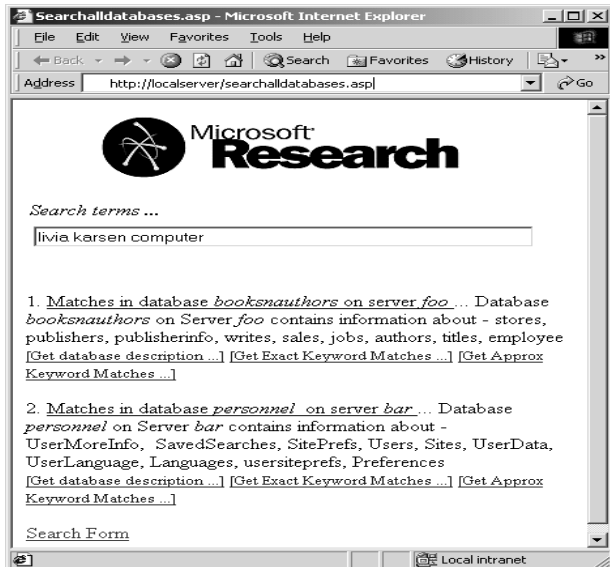 Searchalldatabases.asp - Microsoft Internet Explorer
File Edit View Favorites Tools Help
Back Search Favorites History »
Address http://localserver/searchalldatabases.asp Go
Microsoft
Research
Search terms ...
livia karsen computer
1. Matches in database booksnauthors on server foo ... Database
booksnauthors on Server foo contains information about - stores,
publishers, publisherinfo, writes, sales, jobs, authors, titles, employee
[Get database description ...] [Get Exact Keyword Matches ...] [Get Approx
Keyword Matches ...]
2. Matches in database personnel on server bar ... Database
personnel on Server bar contains information about -
UserMoreInfo, SavedSearches, SitePrefs, Users, Sites, UserData,
UserLanguage, Languages, usersiteprefs, Preferences
[Get database description ...] [Get Exact Keyword Matches ...] [Get Approx
Keyword Matches ...]
Search Form
Local intranet